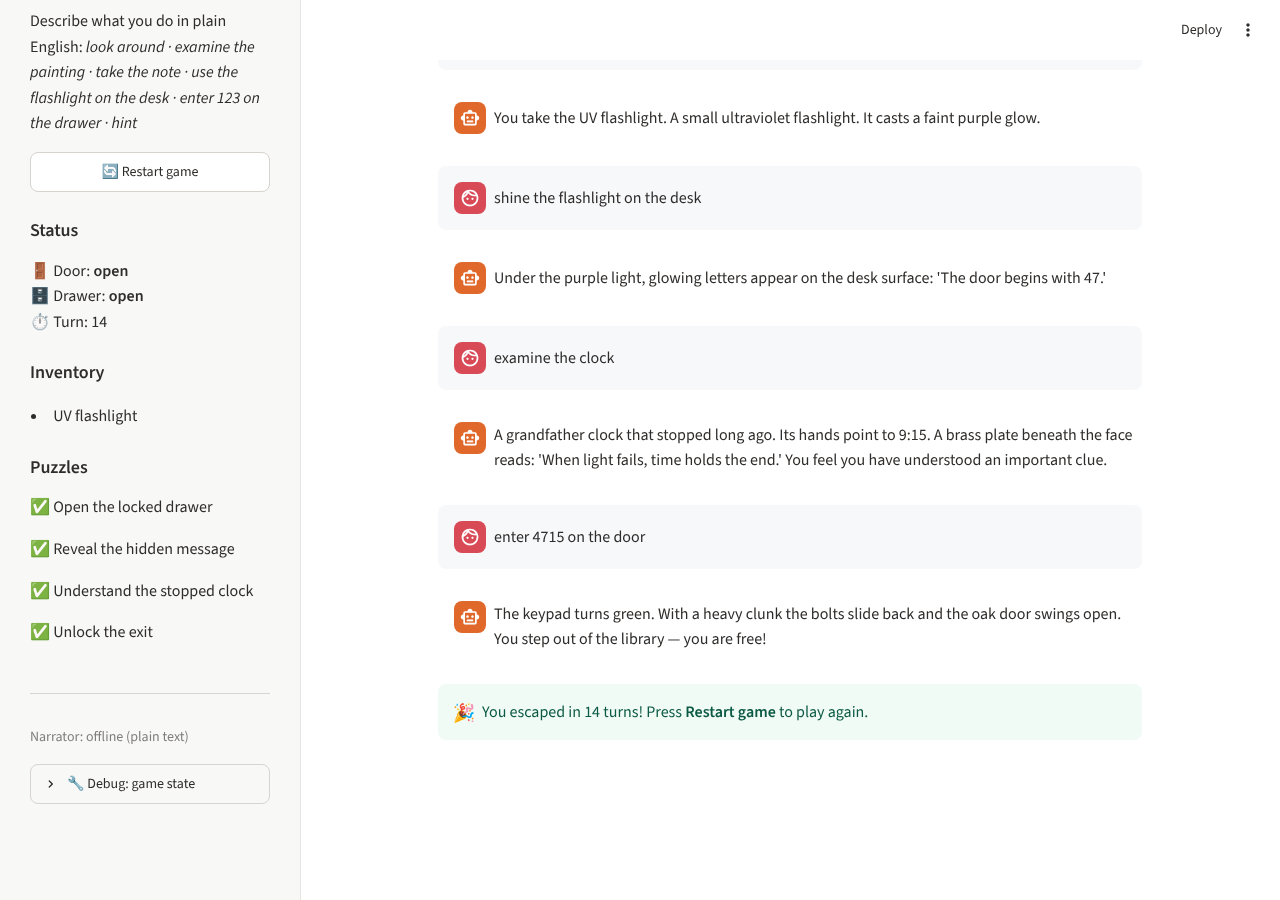 Describe what you do in plain
English: look around · examine the
painting · take the note · use the
flashlight on the desk · enter 123 on
the drawer · hint
Restart game
Status
Door: open
Drawer: open
Turn: 14
Inventory
• UV flashlight
Puzzles
Open the locked drawer
Reveal the hidden message
Understand the stopped clock
Unlock the exit
Narrator: offline (plain text)
Debug: game state
Deploy
You take the UV flashlight. A small ultraviolet flashlight. It casts a faint purple glow.
shine the flashlight on the desk
Under the purple light, glowing letters appear on the desk surface: 'The door begins with 47.'
examine the clock
A grandfather clock that stopped long ago. Its hands point to 9:15. A brass plate beneath the face
reads: 'When light fails, time holds the end.' You feel you have understood an important clue.
enter 4715 on the door
The keypad turns green. With a heavy clunk the bolts slide back and the oak door swings open.
You step out of the library — you are free!
You escaped in 14 turns! Press Restart game to play again.